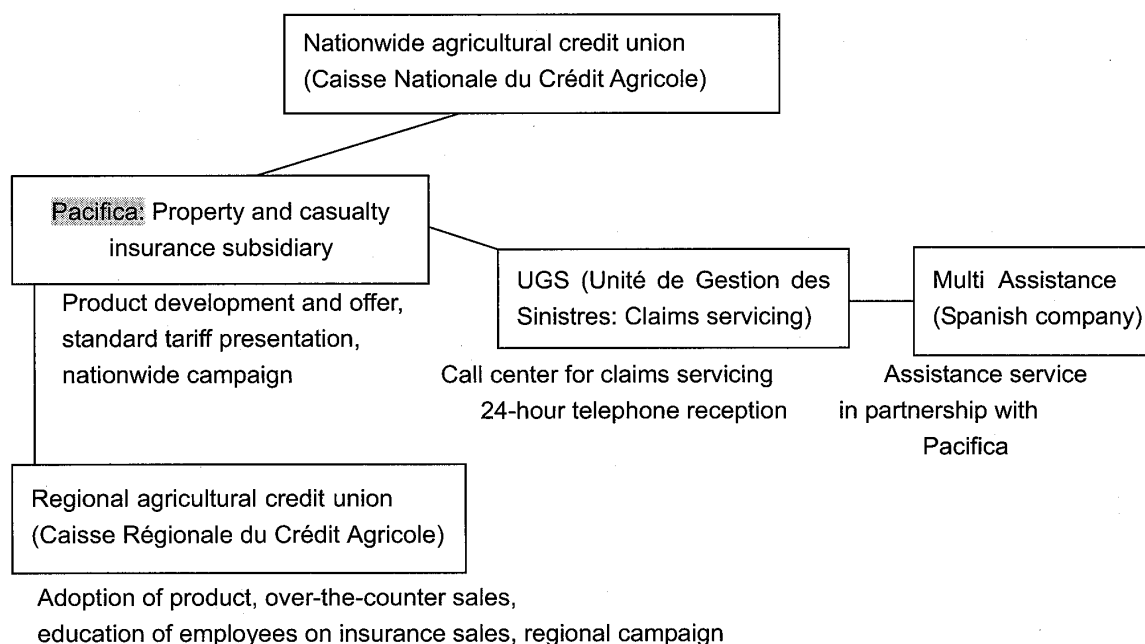 Nationwide agricultural credit union
(Caisse Nationale du Crédit Agricole)
Pacifica: Property and casualty
insurance subsidiary
Product development and offer,
standard tariff presentation,
nationwide campaign
UGS (Unité de Gestion des
Sinistres: Claims servicing)
Call center for claims servicing
24-hour telephone reception
Multi Assistance
(Spanish company)
Assistance service
in partnership with
Pacifica
Regional agricultural credit union
(Caisse Régionale du Crédit Agricole)
Adoption of product, over-the-counter sales,
education of employees on insurance sales, regional campaign